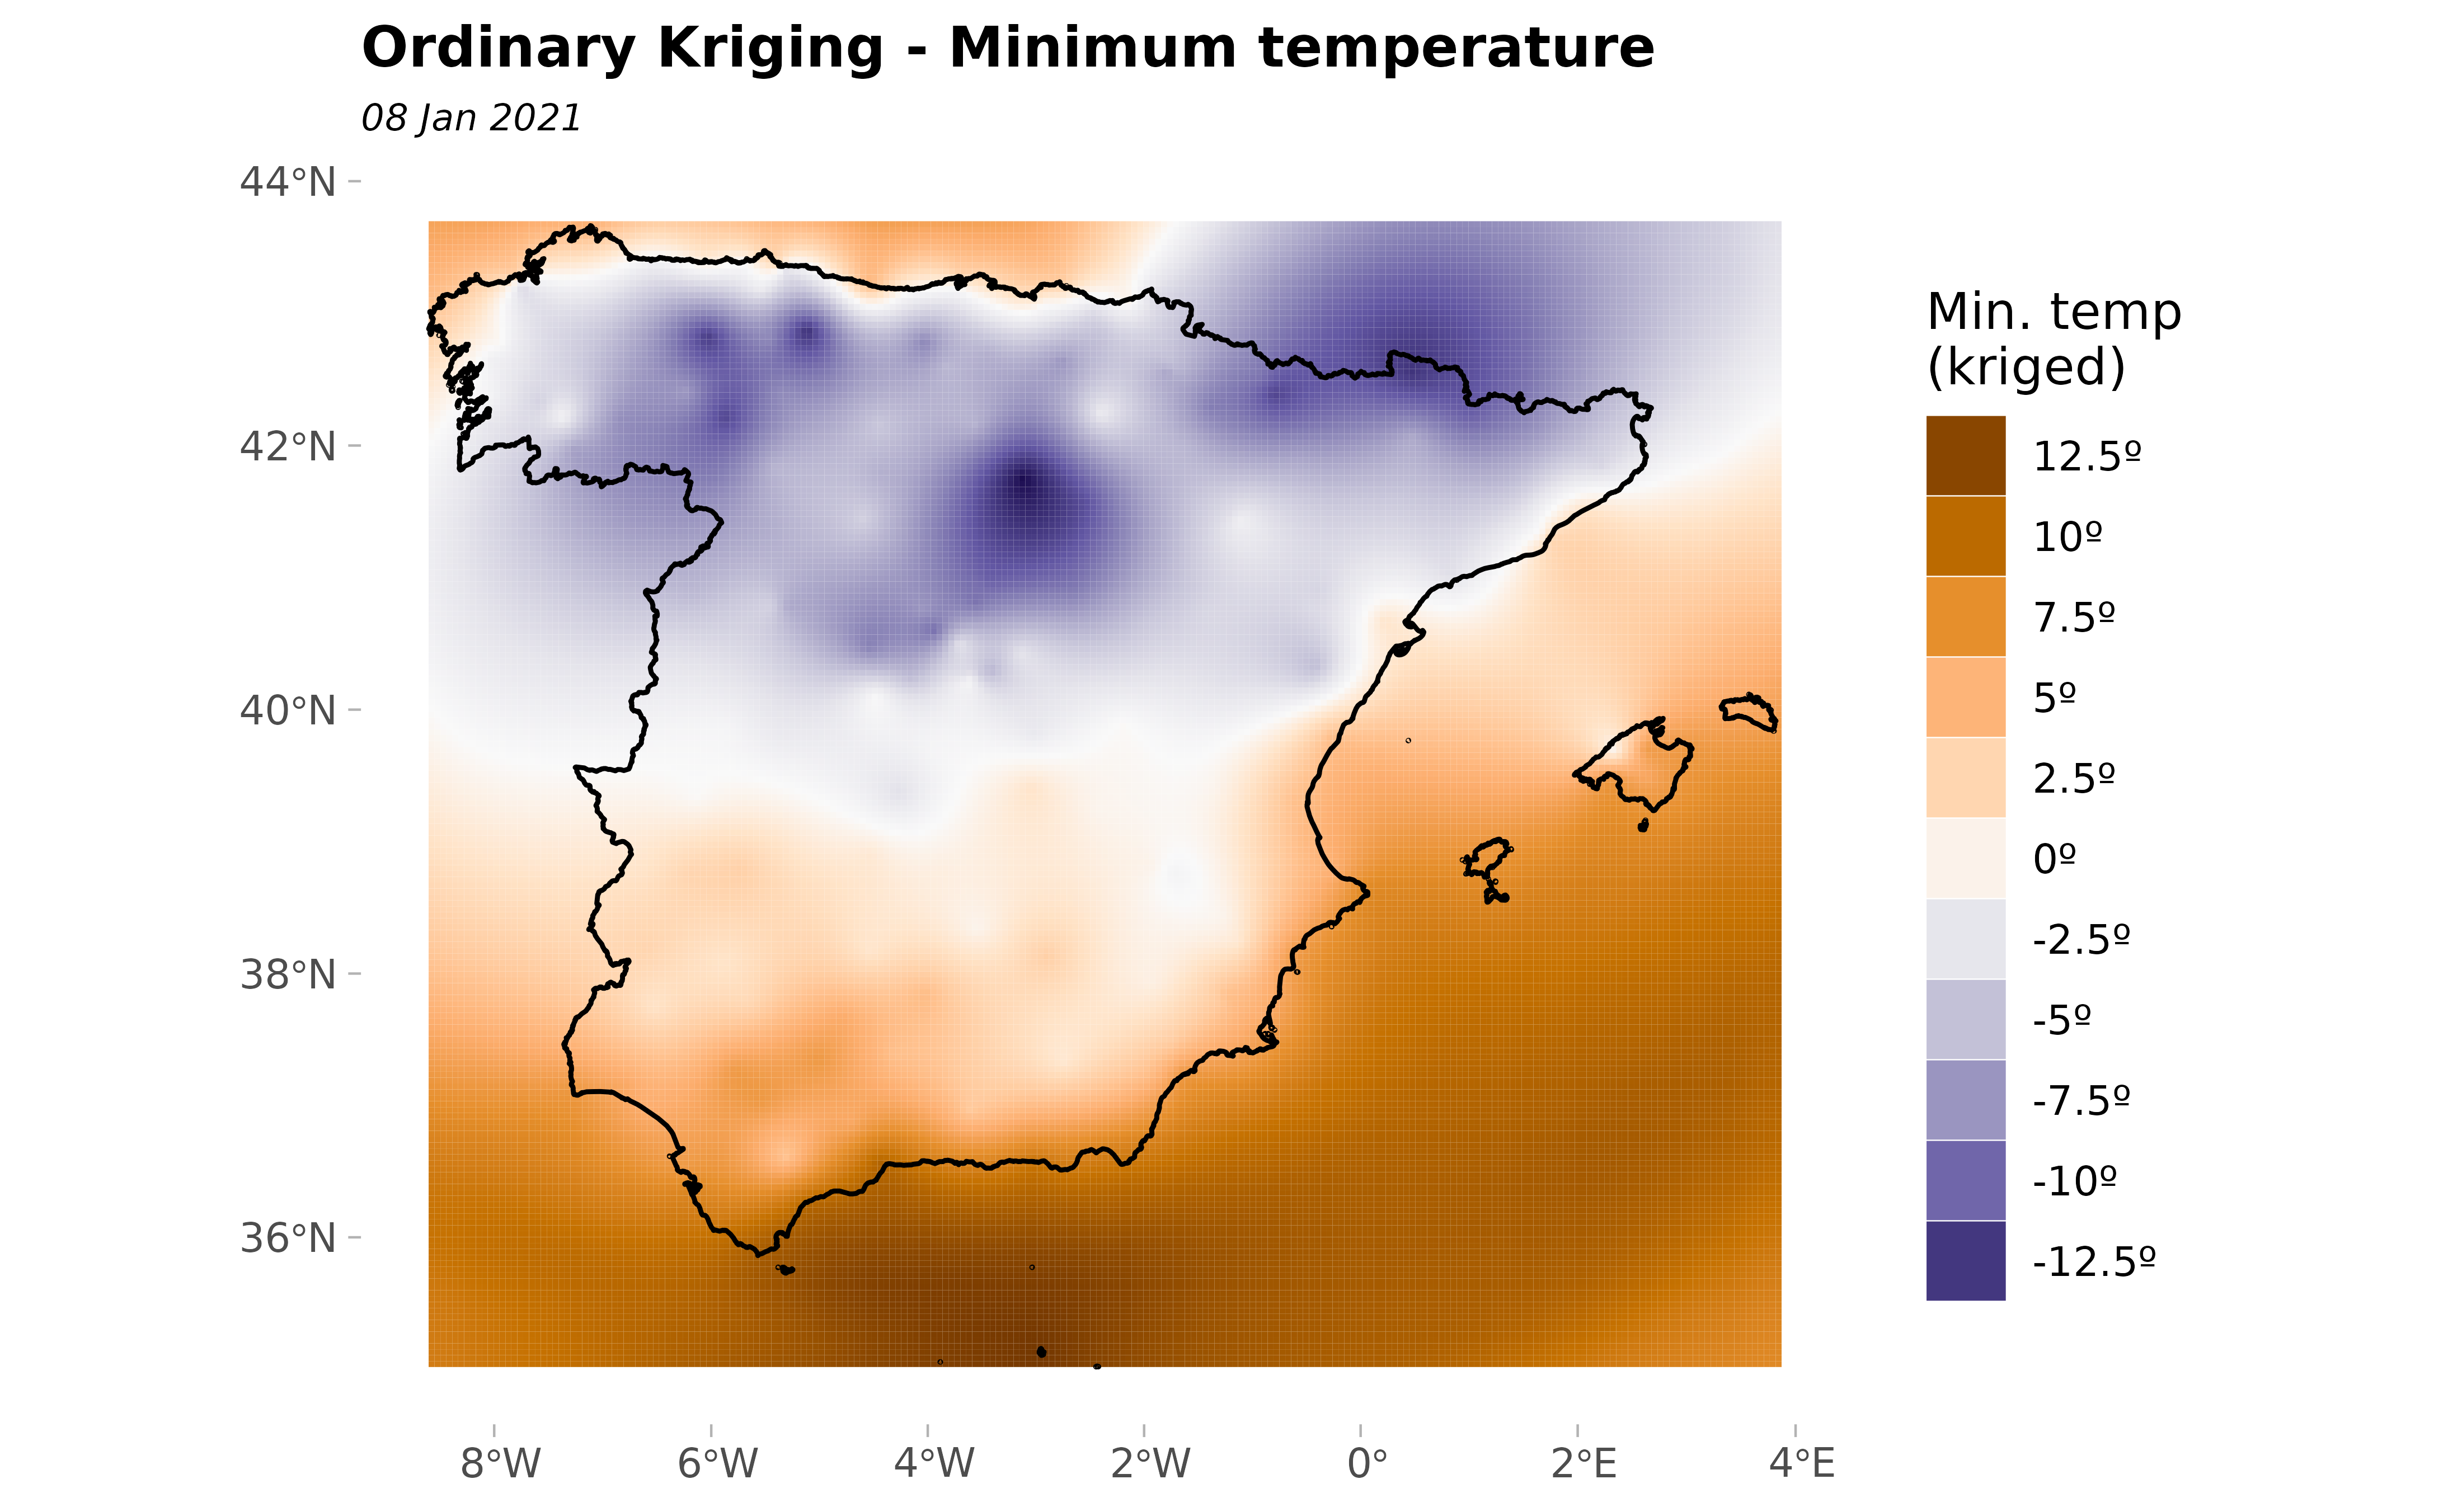 Ordinary Kriging - Minimum temperature
08 Jan 2021
44°N
42°N
40°N
38°N
36°N
8°W 6°W 4°W 2°W 0° 2°E 4°E
Min. temp
(kriged)
12.5º
10º
7.5º
5º
2.5º
0º
-2.5º
-5º
-7.5º
-10º
-12.5º